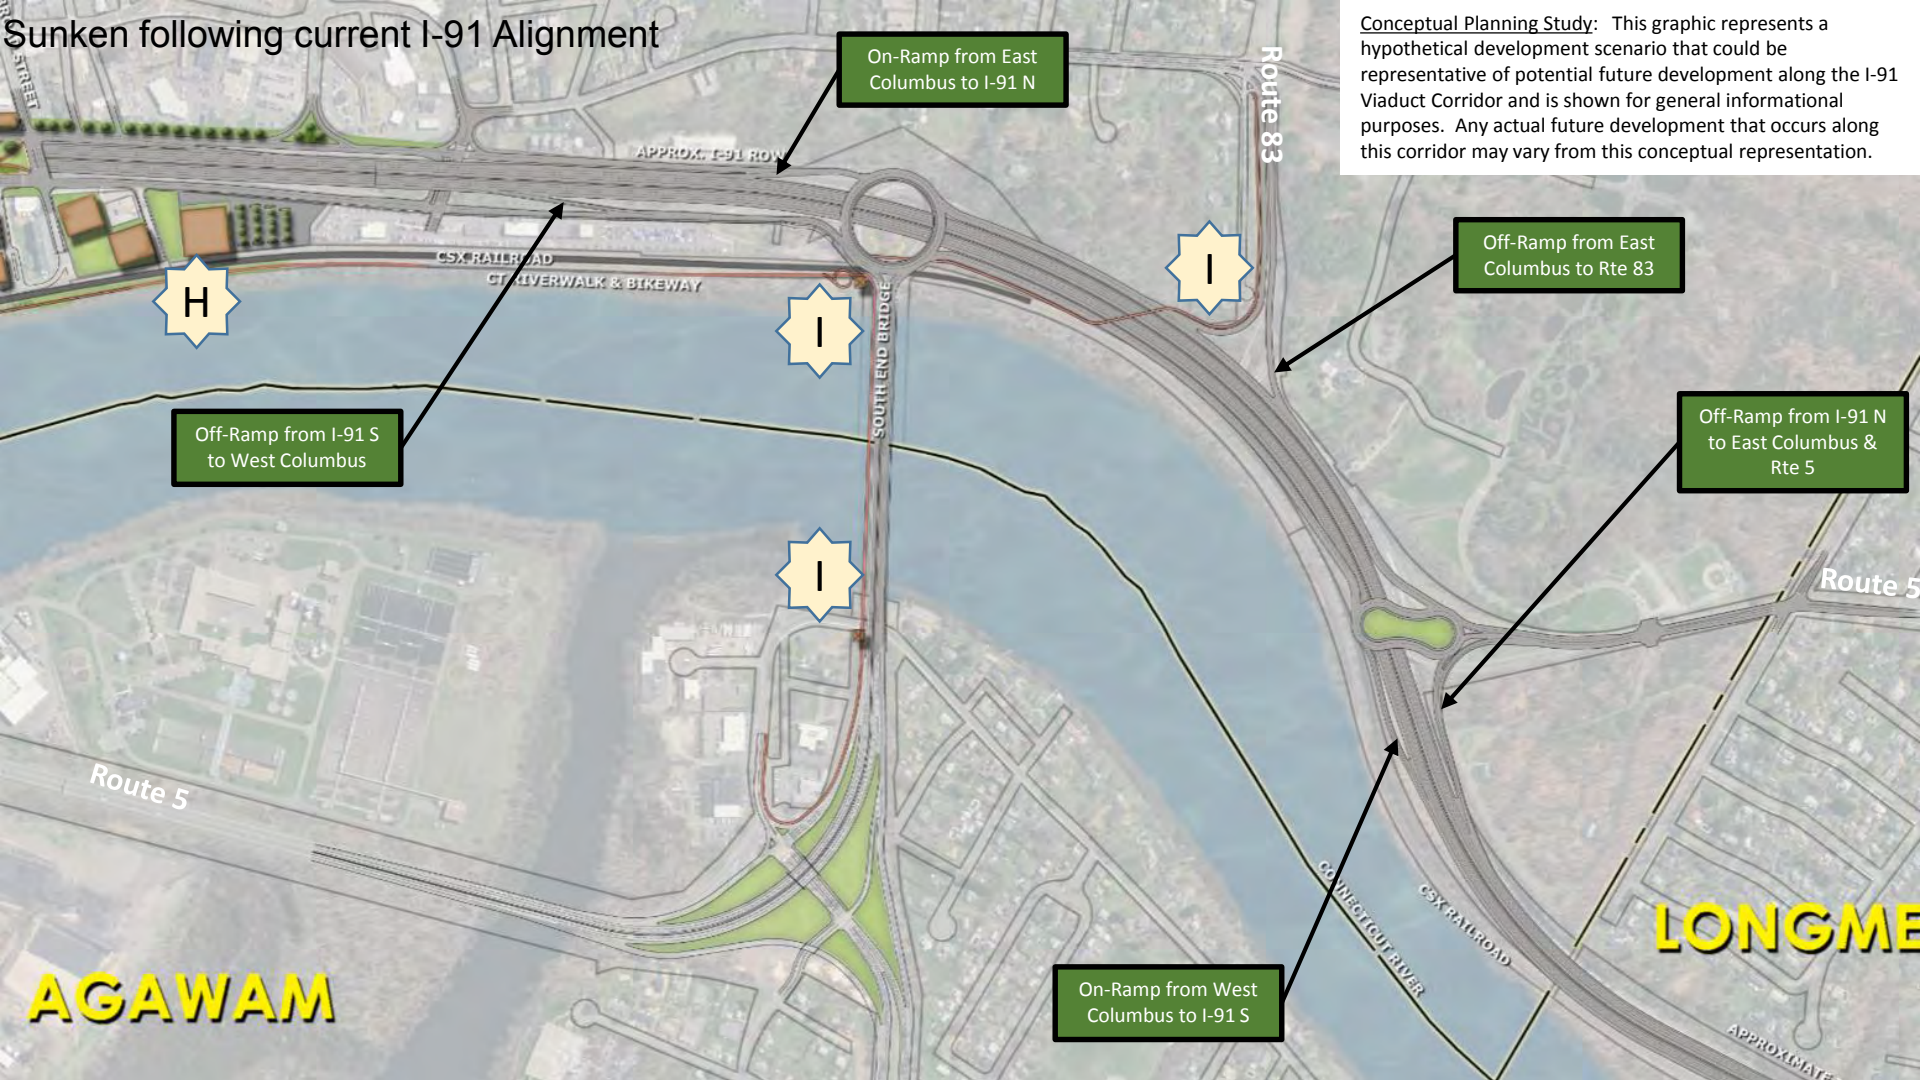 Sunken following current I-91 Alignment
Conceptual Planning Study: This graphic represents a
hypothetical development scenario that could be
representative of potential future development along the I-91
Viaduct Corridor and is shown for general informational
purposes. Any actual future development that occurs along
this corridor may vary from this conceptual representation.
STREET
On-Ramp from East
Columbus to I-91 N
Route 83
APPROX. I-91 ROW
Off-Ramp from East
Columbus to Rte 83
I
CSX RAILROAD
CT RIVERWALK & BIKEWAY
H
I
SOUTH END BRIDGE
Off-Ramp from I-91 S
to West Columbus
Off-Ramp from I-91 N
to East Columbus &
Rte 5
I
Route 5
Route 5
CONNECTICUT RIVER
CSX RAILROAD
LONGME
AGAWAM
On-Ramp from West
Columbus to I-91 S
APPROXIMATE